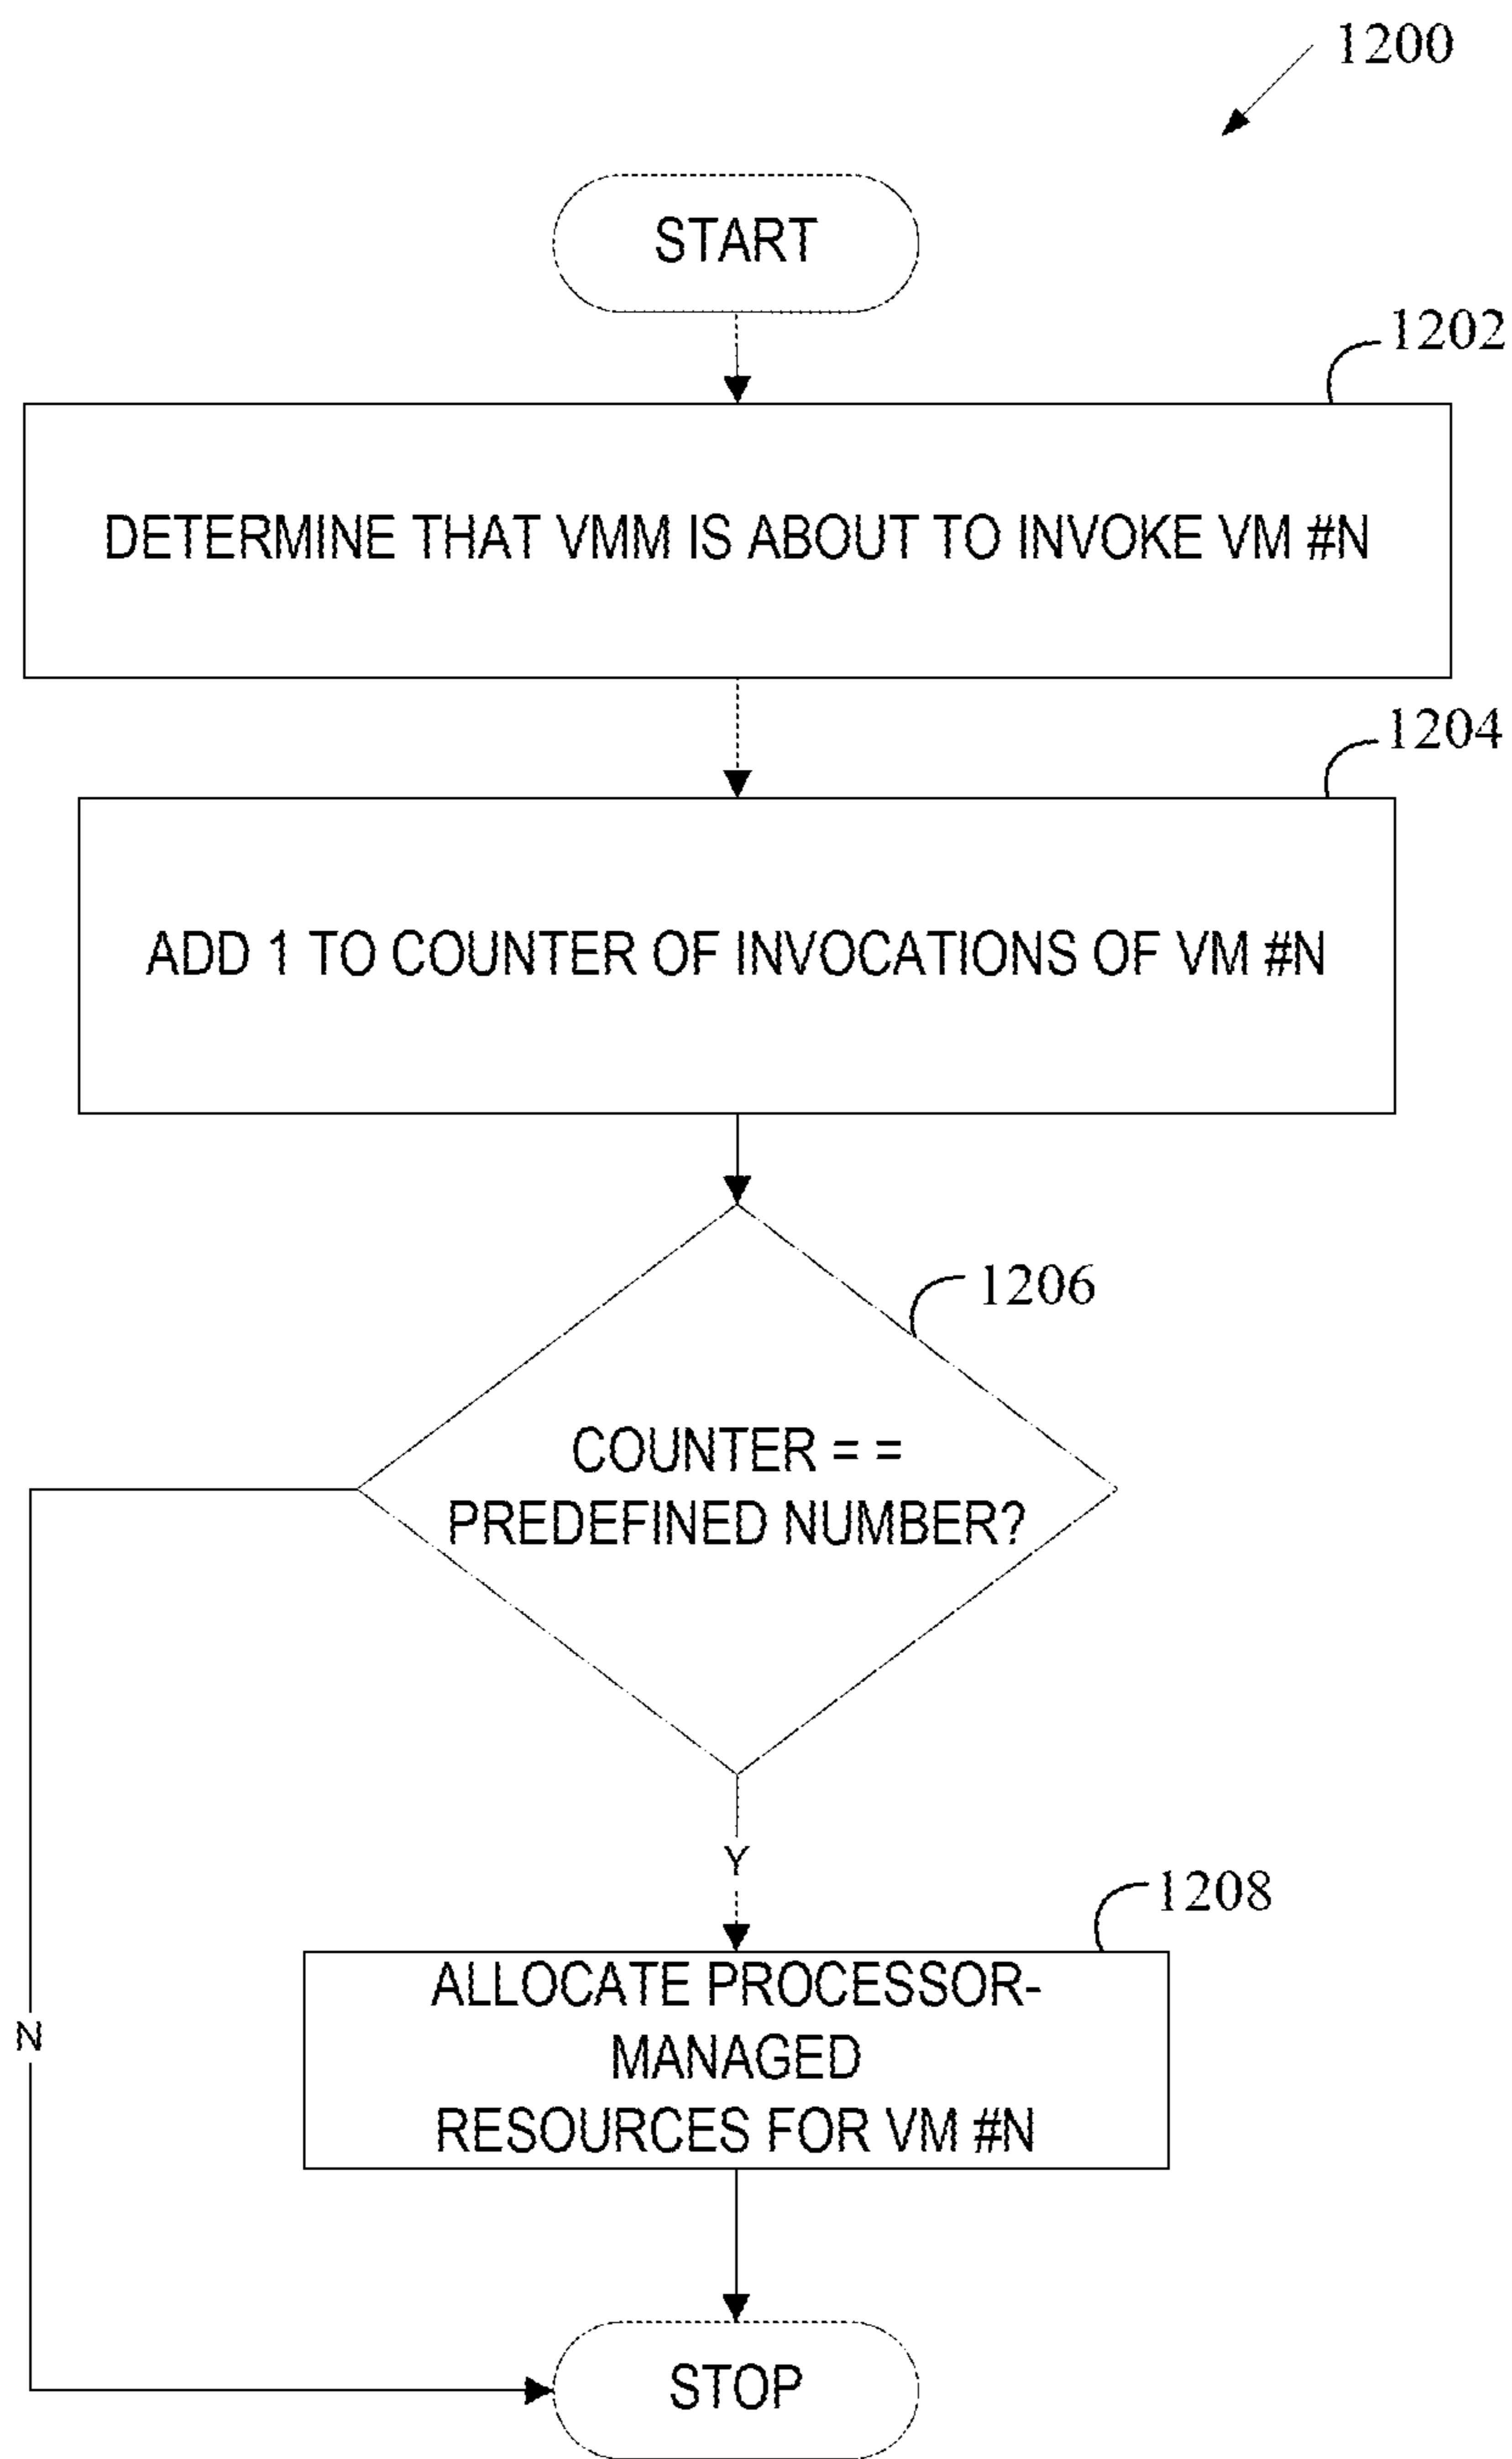 1200
START
1202
DETERMINE THAT VMM IS ABOUT TO INVOKE VM #N
1204
ADD 1 TO COUNTER OF INVOCATIONS OF VM #N
1206
COUNTER = =
PREDEFINED NUMBER?
Y
1208
ALLOCATE PROCESSOR-
MANAGED
RESOURCES FOR VM #N
N
STOP